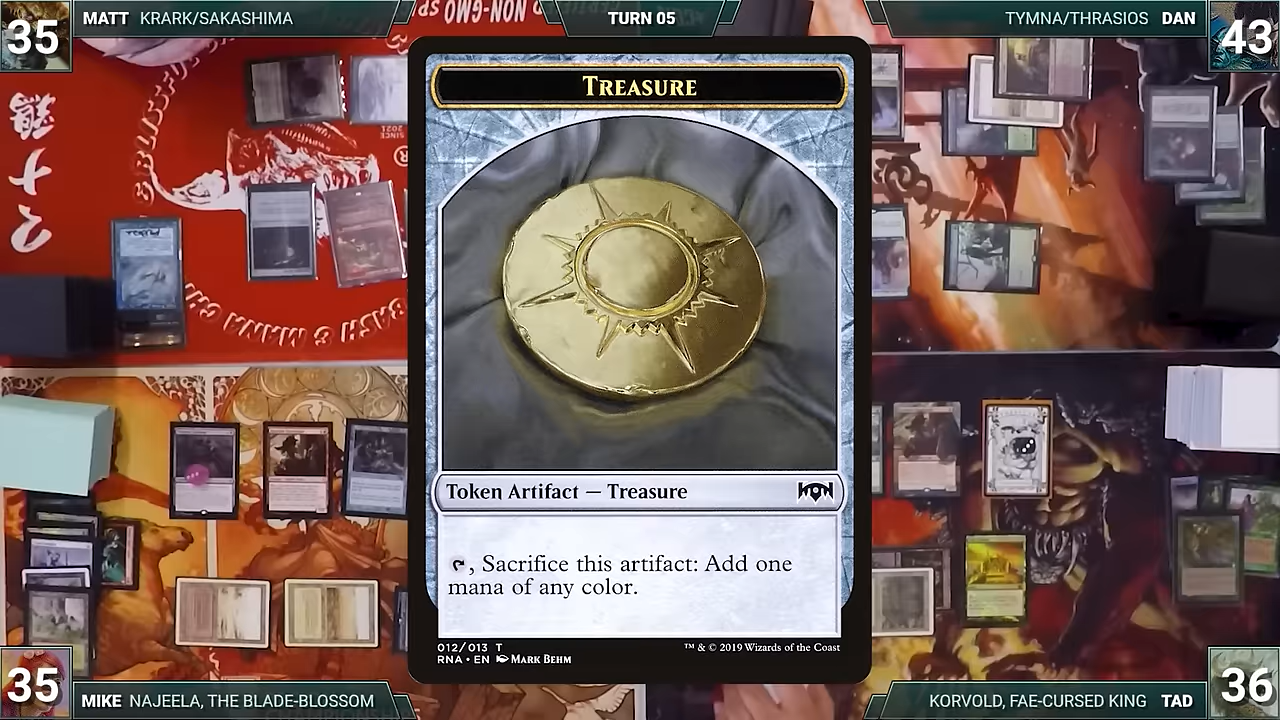 35
MATT KRARK/SAKASHIMA
TURN 05
TYMNA/THRASIOS DAN
43
TREASURE
Token Artifact — Treasure
, Sacrifice this artifact: Add one
mana of any color.
012/013 T
RNA • EN MARK BEHM
™ & © 2019 Wizards of the Coast
35
MIKE NAJEELA, THE BLADE-BLOSSOM
KORVOLD, FAE-CURSED KING TAD
36